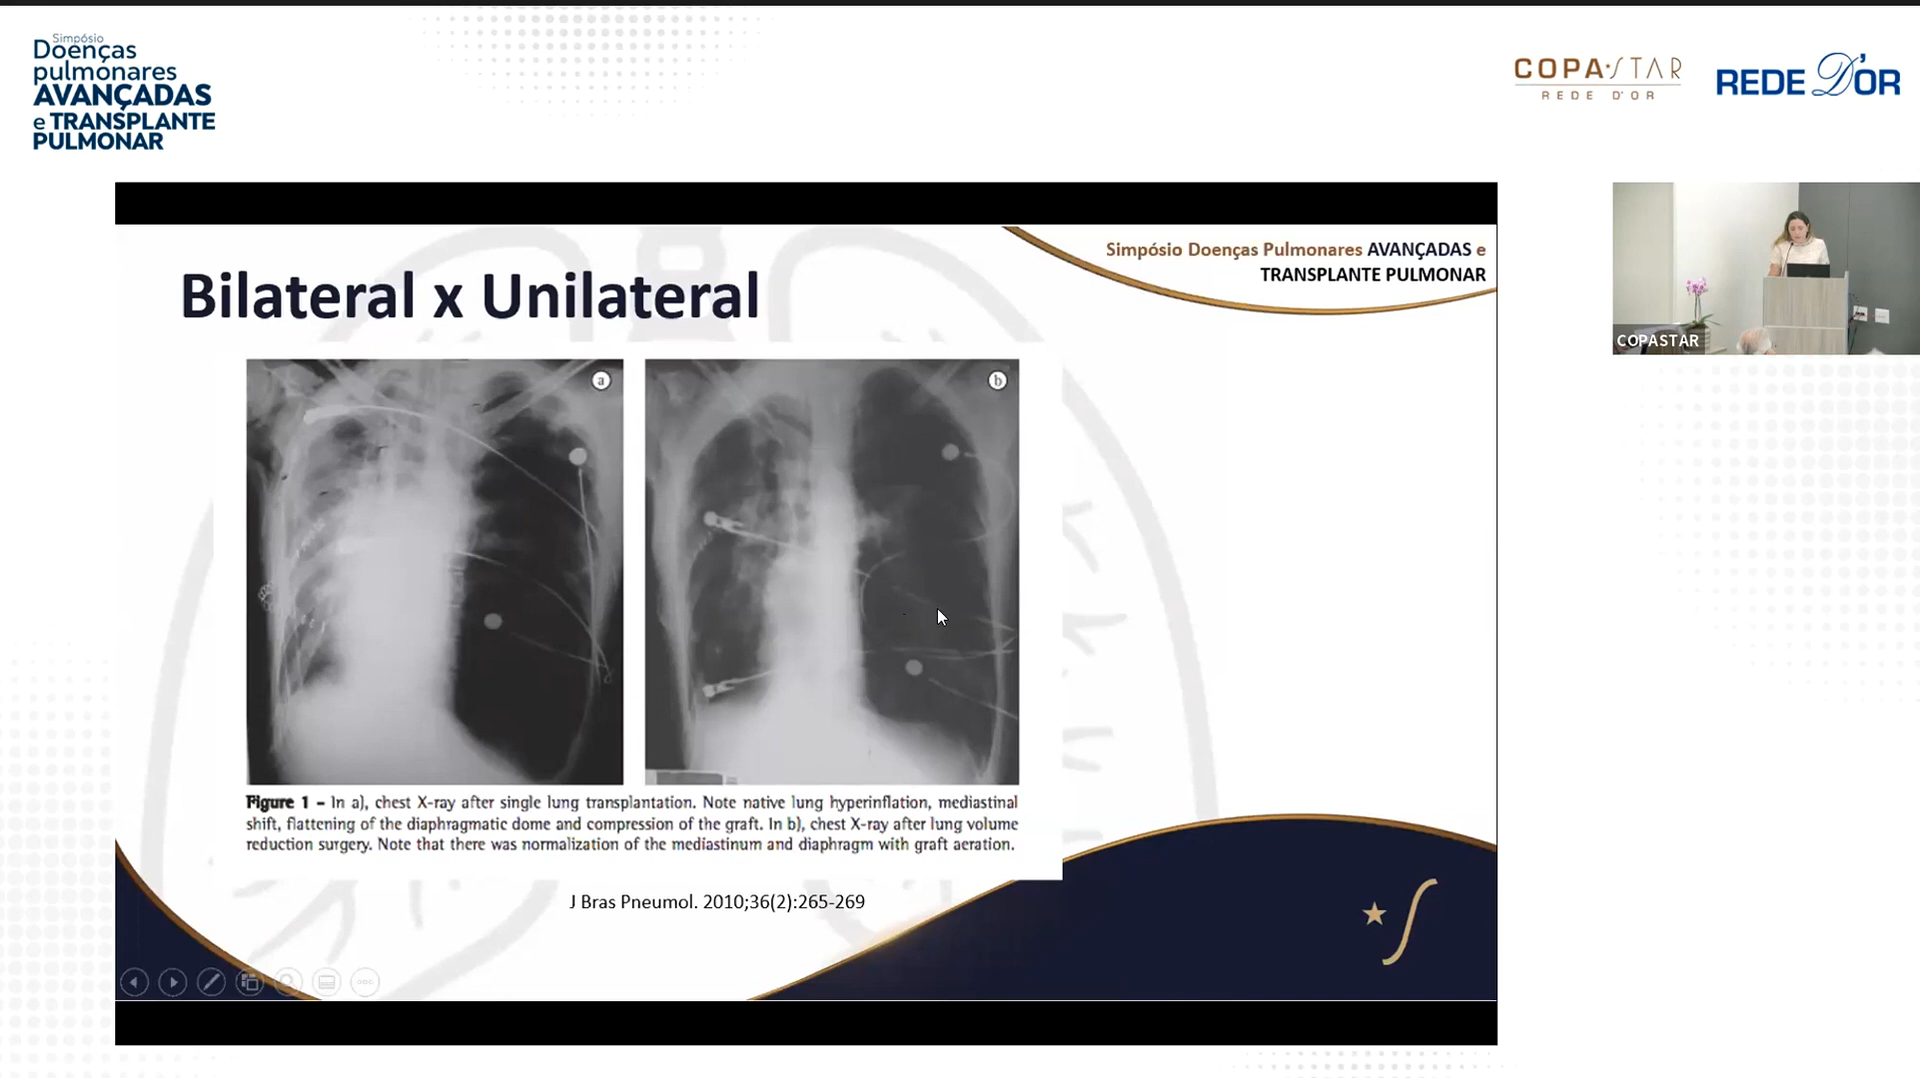 Simpósio
Doenças
pulmonares
AVANÇADAS
e TRANSPLANTE
PULMONAR
COPA STAR
REDE D'OR
REDE D'OR
Simpósio Doenças Pulmonares AVANÇADAS e
TRANSPLANTE PULMONAR
Bilateral x Unilateral
a
b
COPASTAR
Figure 1 - In a), chest X-ray after single lung transplantation. Note native lung hyperinflation, mediastinal
shift, flattening of the diaphragmatic dome and compression of the graft. In b), chest X-ray after lung volume
reduction surgery. Note that there was normalization of the mediastinum and diaphragm with graft aeration.
J Bras Pneumol. 2010;36(2):265-269